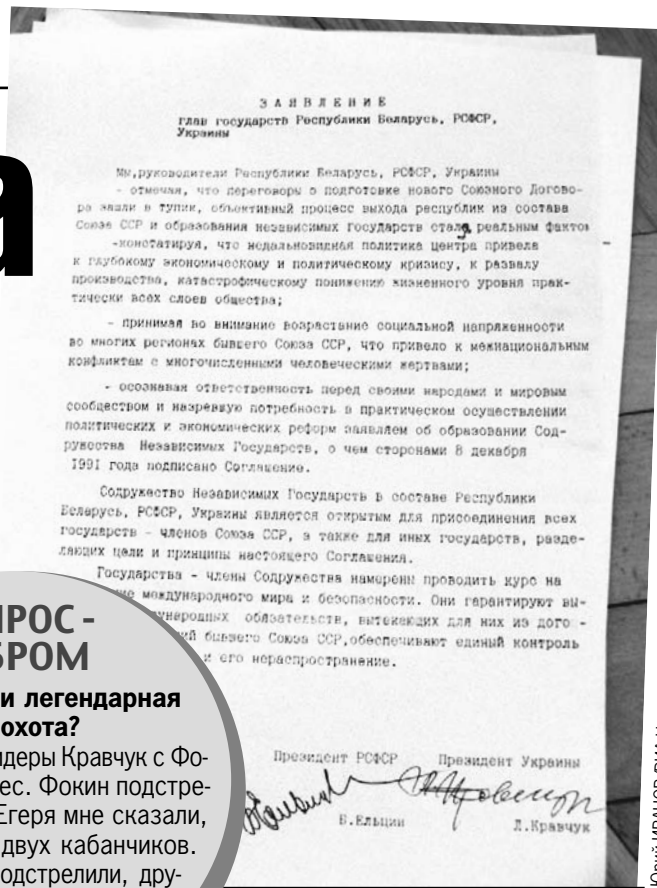 а
ЗАЯВЛЕНИЕ
глав государств Республики Беларусь, РСФСР,
Украины
Мы,руководители Республики Беларусь, РСФСР, Украины
- отмечая, что переговоры о подготовке нового Союзного Догово-
ра зашли в тупик, объективный процесс выхода республик из состава
Союза ССР и образования независимых государств стал реальным фактом
-констатируя, что недальновидная политика центра привела
к глубокому экономическому и политическому кризису, к развалу
производства, катастрофическому понижению жизненного уровня прак-
тически всех слоев общества;
- принимая во внимание возрастание социальной напряженности
во многих регионах бывшего Союза ССР, что привело к межнациональным
конфликтам с многочисленными человеческими жертвами;
- осознавая ответственность перед своими народами и мировым
сообществом и назревшую потребность в практическом осуществлении
политических и экономических реформ заявляем об образовании Сод-
ружества Независимых Государств, о чем сторонами 8 декабря
1991 года подписано Соглашение.
Содружество Независимых Государств в составе Республики
Беларусь, РСФСР, Украины является открытым для присоединения всех
государств - членов Союза ССР, а также для иных государств, разде-
ляющих цели и принципы настоящего Соглашения.
Государства - члены Содружества намерены проводить курс на
ие международного мира и безопасности. Они гарантируют вы-
ународных обязательств, вытекающих для них из дого -
ий бывшего Союза ССР,обеспечивают единый контроль
и его нераспространение.
Президент РСФСР Президент Украины
Б.Ельцин Л.Кравчук
ПРОС -
БРОМ
и легендарная
охота?
идеры Кравчук с Фо-
ес. Фокин подстре-
Егеря мне сказали,
двух кабанчиков.
одстрелили, дру-
Юрий ИВАНОВ/РИА Н